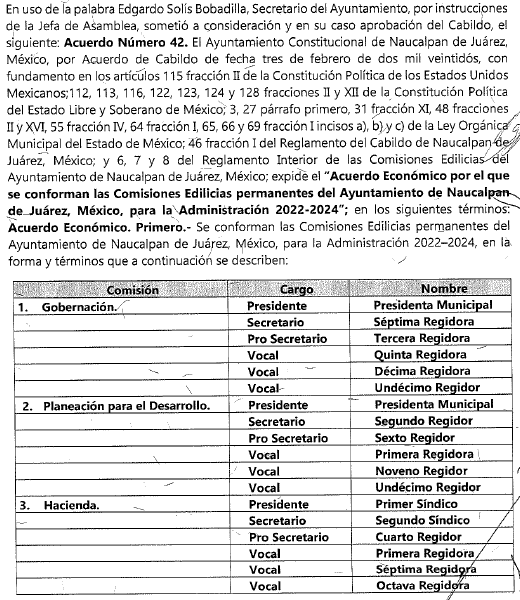 En uso de la palabra Edgardo Solís Bobadilla, Secretario del Ayuntamiento, por instrucciones
de la Jefa de Asamblea, sometió a consideración y en su caso aprobación del Cabildo, el
siguiente: Acuerdo Número 42. El Ayuntamiento Constitucional de Naucalpan de Juárez,
México, por Acuerdo de Cabildo de fecha tres de febrero de dos mil veintidós, con
fundamento en los artículos 115 fracción II de la Constitución Política de los Estados Unidos
Mexicanos;112, 113, 116, 122, 123, 124 y 128 fracciones II y XII de la Constitución Política
del Estado Libre y Soberano de México; 3, 27 párrafo primero, 31 fracción XI, 48 fracciones
II y XVI, 55 fracción IV, 64 fracción I, 65, 66 y 69 fracción I incisos a), b) y c) de la Ley Orgánica
Municipal del Estado de México; 46 fracción I del Reglamento del Cabildo de Naucalpan de
Juárez, México; y 6, 7 y 8 del Reglamento Interior de las Comisiones Edilicias del
Ayuntamiento de Naucalpan de Juárez, México; expide el "Acuerdo Económico por el que
se conforman las Comisiones Edilicias permanentes del Ayuntamiento de Naucalpan
de Juárez, México, para la Administración 2022-2024"; en los siguientes términos:
Acuerdo Económico. Primero.- Se conforman las Comisiones Edilicias permanentes del
Ayuntamiento de Naucalpan de Juárez, México, para la Administración 2022–2024, en la
forma y términos que a continuación se describen:
Comisión Cargo Nombre
1. Gobernación. Presidente Presidenta Municipal
Secretario Séptima Regidora
Pro Secretario Tercera Regidora
Vocal Quinta Regidora
Vocal Décima Regidora
Vocal Undécimo Regidor
2. Planeación para el Desarrollo. Presidente Presidenta Municipal
Secretario Segundo Regidor
Pro Secretario Sexto Regidor
Vocal Primera Regidora
Vocal Noveno Regidor
Vocal Undécimo Regidor
3. Hacienda. Presidente Primer Síndico
Secretario Segundo Síndico
Pro Secretario Cuarto Regidor
Vocal Primera Regidora
Vocal Séptima Regidora
Vocal Octava Regidora